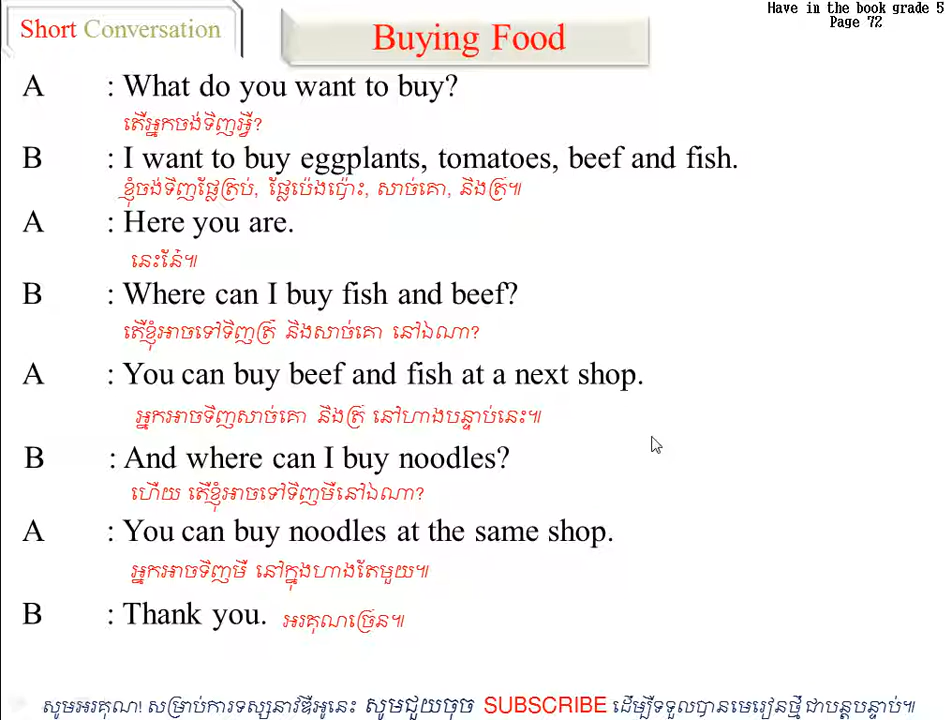 Have in the book grade 5
Page 72
Short Conversation
Buying Food
A : What do you want to buy?
តើអ្នកចង់ទិញអ្វី?
B : I want to buy eggplants, tomatoes, beef and fish.
ខ្ញុំចង់ទិញផ្លែត្រប់, ផ្លែប៉េងប៉ោះ, សាច់គោ, និងត្រី៕
A : Here you are.
នេះនែ៎៕
B : Where can I buy fish and beef?
តើខ្ញុំអាចទៅទិញត្រី និងសាច់គោ នៅឯណា?
A : You can buy beef and fish at a next shop.
អ្នកអាចទិញសាច់គោ និងត្រី នៅហាងបន្ទាប់នេះ៕
B : And where can I buy noodles?
ហើយ តើខ្ញុំអាចទៅទិញមីនៅឯណា?
A : You can buy noodles at the same shop.
អ្នកអាចទិញមី នៅក្នុងហាងតែមួយ៕
B : Thank you. អរគុណច្រើន៕
សូមអរគុណ! សម្រាប់ការទស្សនាវីឌីអូនេះ សូមជួយចុច SUBSCRIBE ដើម្បីទទួលបានមេរៀនថ្មីជាបន្តបន្ទាប់៕